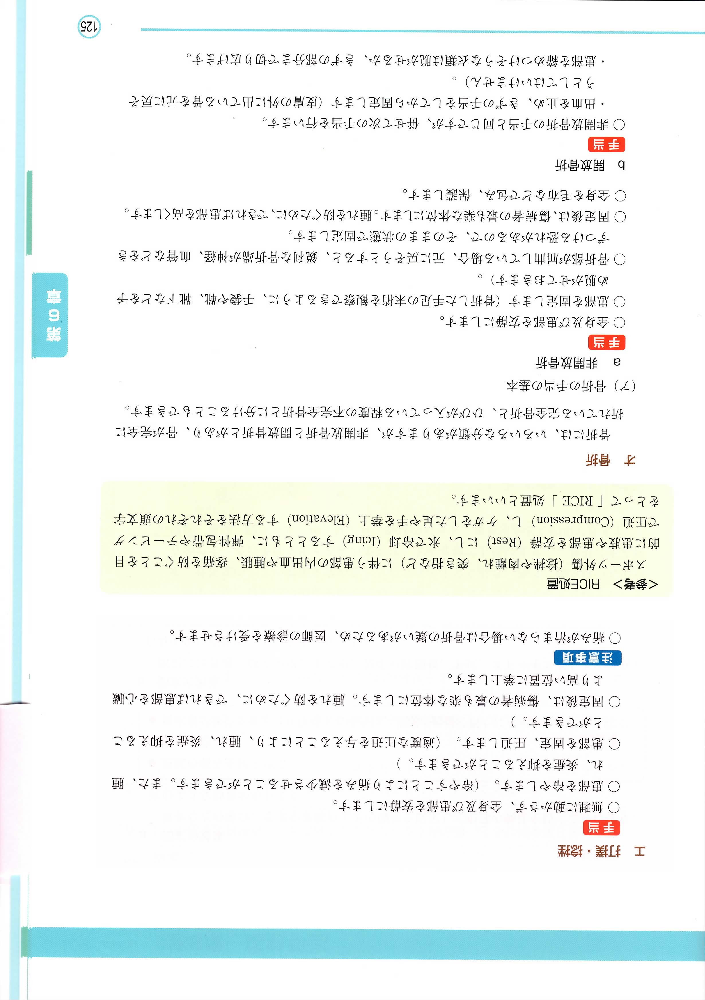 エ　打撲・捻挫
手当
○ 無理に動かさず、全身及び患部を安静にします。
○ 患部を冷やします。（冷やすことにより痛みを減少させることができます。また、腫
れ、炎症を抑えることができます。）
○ 患部を固定、圧迫します。（適度な圧迫を与えることにより、腫れ、炎症を抑えるこ
とができます。）
○ 固定後は、傷病者の最も楽な体位にします。腫れを防ぐために、できれば患部を心臓
より高い位置に挙上します。
注意事項
○ 痛みが治まらない場合は骨折の疑いがあるため、医師の診療を受けさせます。
＜参考＞　RICE処置
スポーツ外傷（捻挫や肉離れ、突き指など）に伴う患部の内出血や腫脹、疼痛を防ぐことを目
的に患肢や患部を安静（Rest）にし、氷で冷却（Icing）するとともに、弾性包帯やテーピング
で圧迫（Compression）し、ケガをした足や手を挙上（Elevation）する方法をそれぞれの頭文字
をとって「RICE」処置といいます。
オ　骨折
骨折には、いろいろな分類がありますが、非開放骨折と開放骨折とがあり、骨が完全に
折れている完全骨折と、ひびが入っている程度の不完全骨折とに分けることもできます。
（ア）骨折の手当の基本
a　非開放骨折
手当
○ 全身及び患部を安静にします。
○ 患部を固定します（骨折した手足の末梢を観察できるように、手袋や靴、靴下などを予
め脱がせておきます）。
○ 骨折部が屈曲している場合、元に戻そうとすると、鋭利な骨折端が神経、血管などをき
ずつける恐れがあるので、そのままの状態で固定します。
○ 固定後は、傷病者の最も楽な体位にします。腫れを防ぐために、できれば患部を高くします。
○ 全身を毛布などで包み、保護します。
b　開放骨折
手当
○ 非開放骨折の手当と同じですが、併せて次の手当を行います。
・出血を止め、きずの手当をしてから固定します（皮膚の外に出ている骨を元に戻そ
うとしてはいけません）。
・患部を締めつけそうな衣類は脱がせるか、きずの部分まで切り広げます。
第6章
125